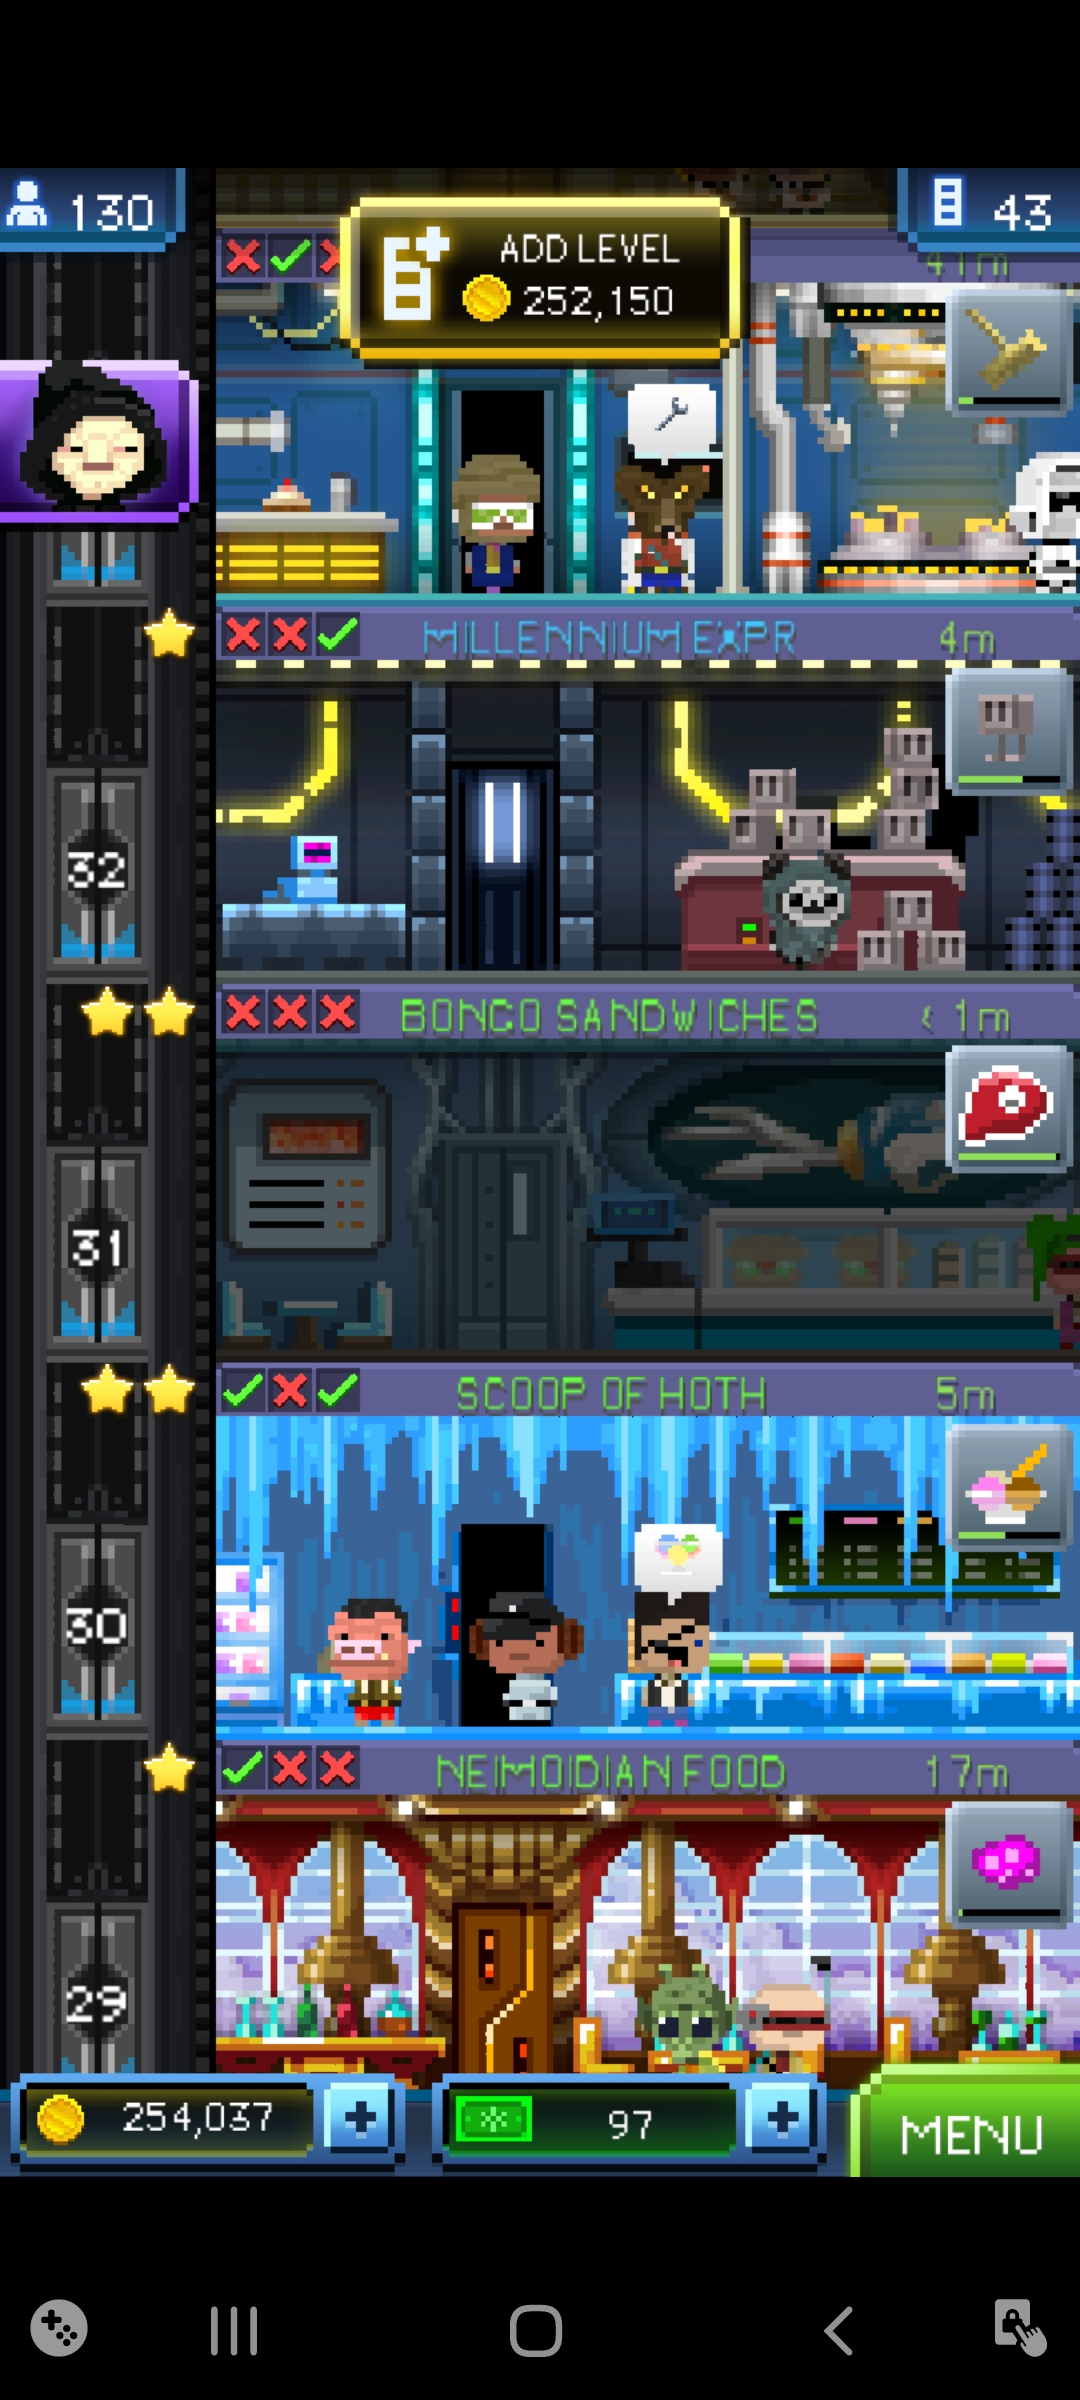 130
43
ADD LEVEL
252,150
41m
MILLENNIUM EXPR
4m
32
BONGO SANDWICHES
< 1m
31
SCOOP OF HOTH
5m
30
NEIMOIDIAN FOOD
17m
29
254,037
97
MENU